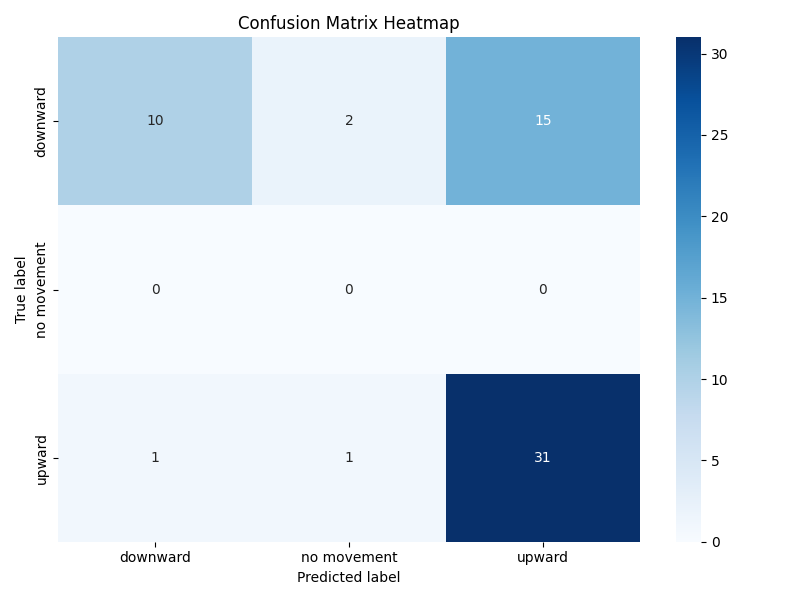 Confusion Matrix Heatmap
downward
10
2
15
no movement
0
0
0
upward
1
1
31
True label
downward
no movement
upward
Predicted label
30
25
20
15
10
5
0